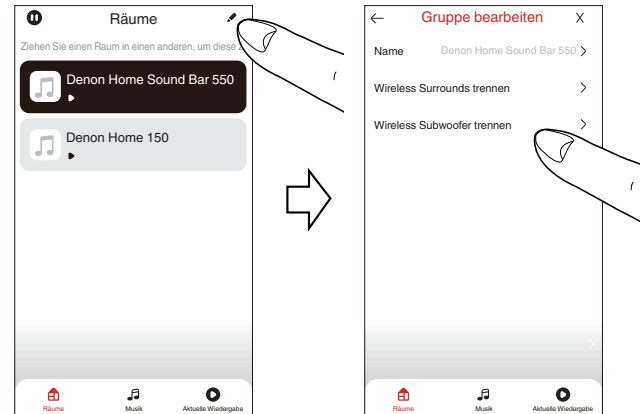 Räume
Ziehen Sie einen Raum in einen anderen, um diese
Denon Home Sound Bar 550
Denon Home 150
Räume
Musik
Aktuelle Wiedergabe
Gruppe bearbeiten X
Name Denon Home Sound Bar 550
Wireless Surrounds trennen
Wireless Subwoofer trennen
Räume
Musik
Aktuelle Wiedergabe